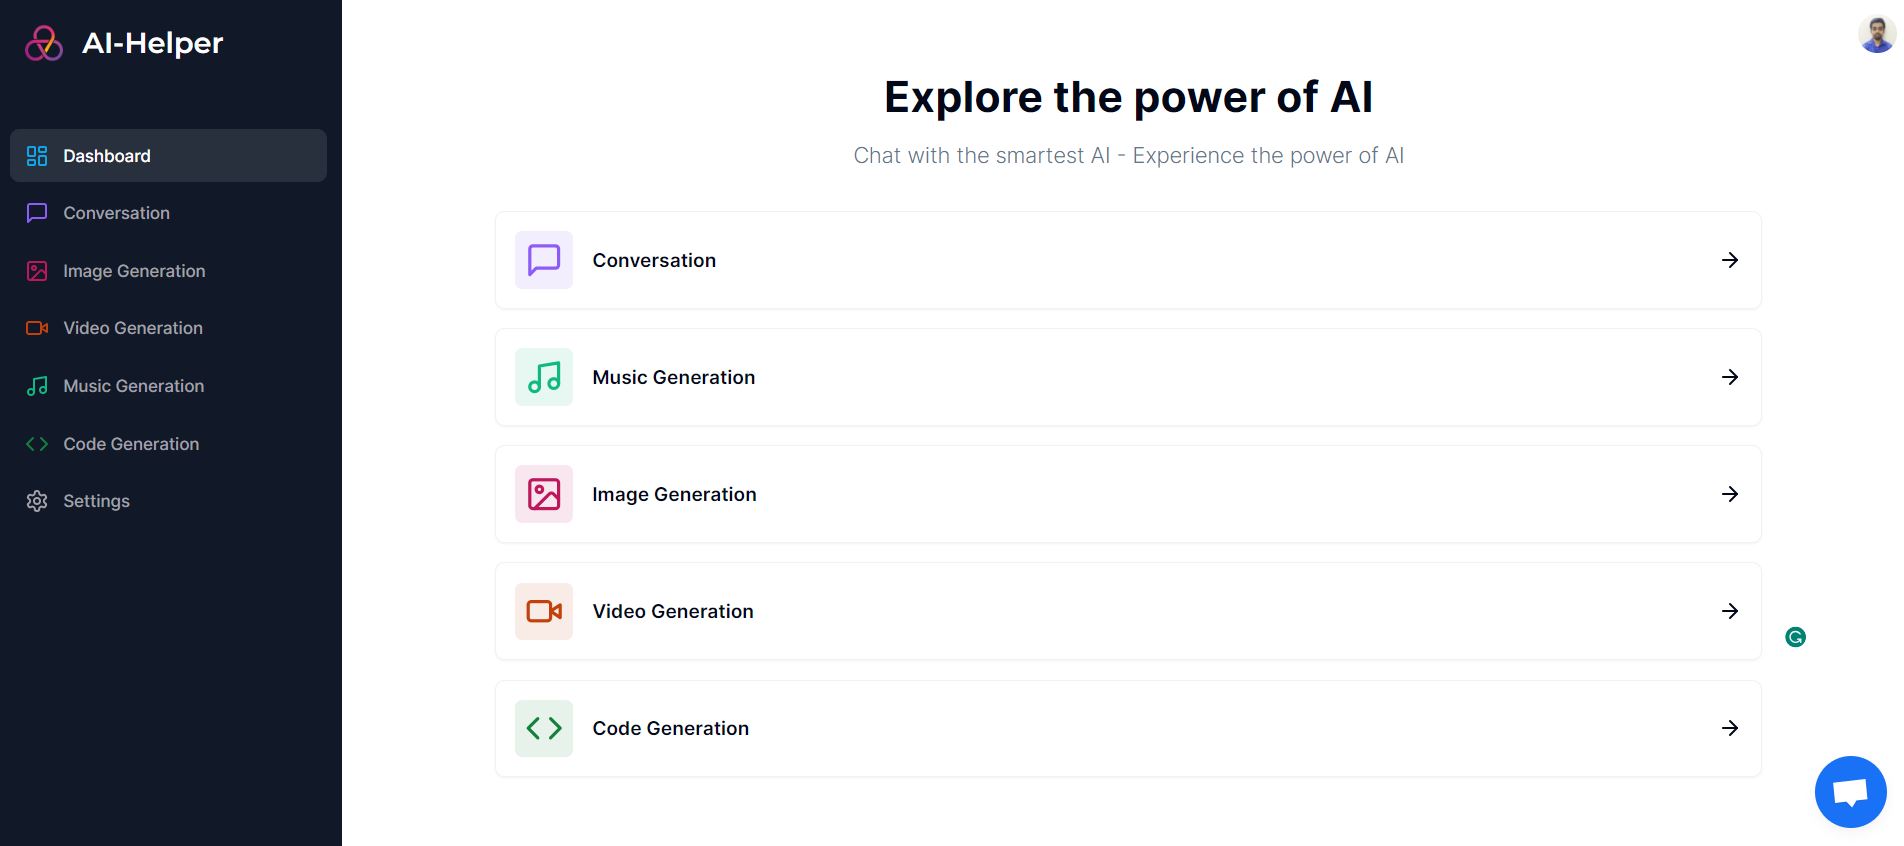 AI-Helper
Dashboard
Conversation
Image Generation
Video Generation
Music Generation
Code Generation
Settings
Explore the power of AI
Chat with the smartest AI - Experience the power of AI
Conversation
Music Generation
Image Generation
Video Generation
Code Generation